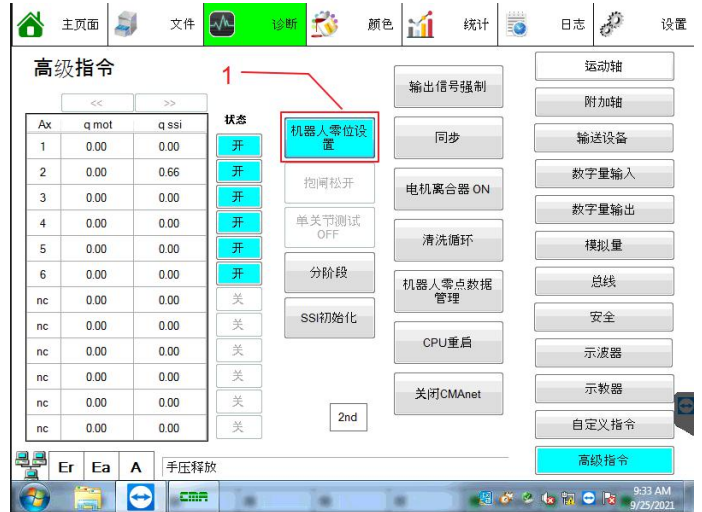 主页面 文件 诊断 颜色 统计 日志 设置
高级指令
1
<< >>
Ax q mot q ssi 状态
1 0.00 0.00 开
2 0.00 0.66 开
3 0.00 0.00 开
4 0.00 0.00 开
5 0.00 0.00 开
6 0.00 0.00 开
nc 0.00 0.00 关
nc 0.00 0.00 关
nc 0.00 0.00 关
nc 0.00 0.00 关
nc 0.00 0.00 关
nc 0.00 0.00 关
机器人零位设
置
抱闸松开
单关节测试
OFF
分阶段
SSI初始化
2nd
输出信号强制
同步
电机离合器 ON
清洗循环
机器人零点数据
管理
CPU重启
关闭CMAnet
运动轴
附加轴
输送设备
数字量输入
数字量输出
模拟量
总线
安全
示波器
示教器
自定义指令
高级指令
Er Ea A 手压释放
CMA
9:33 AM
9/25/2021